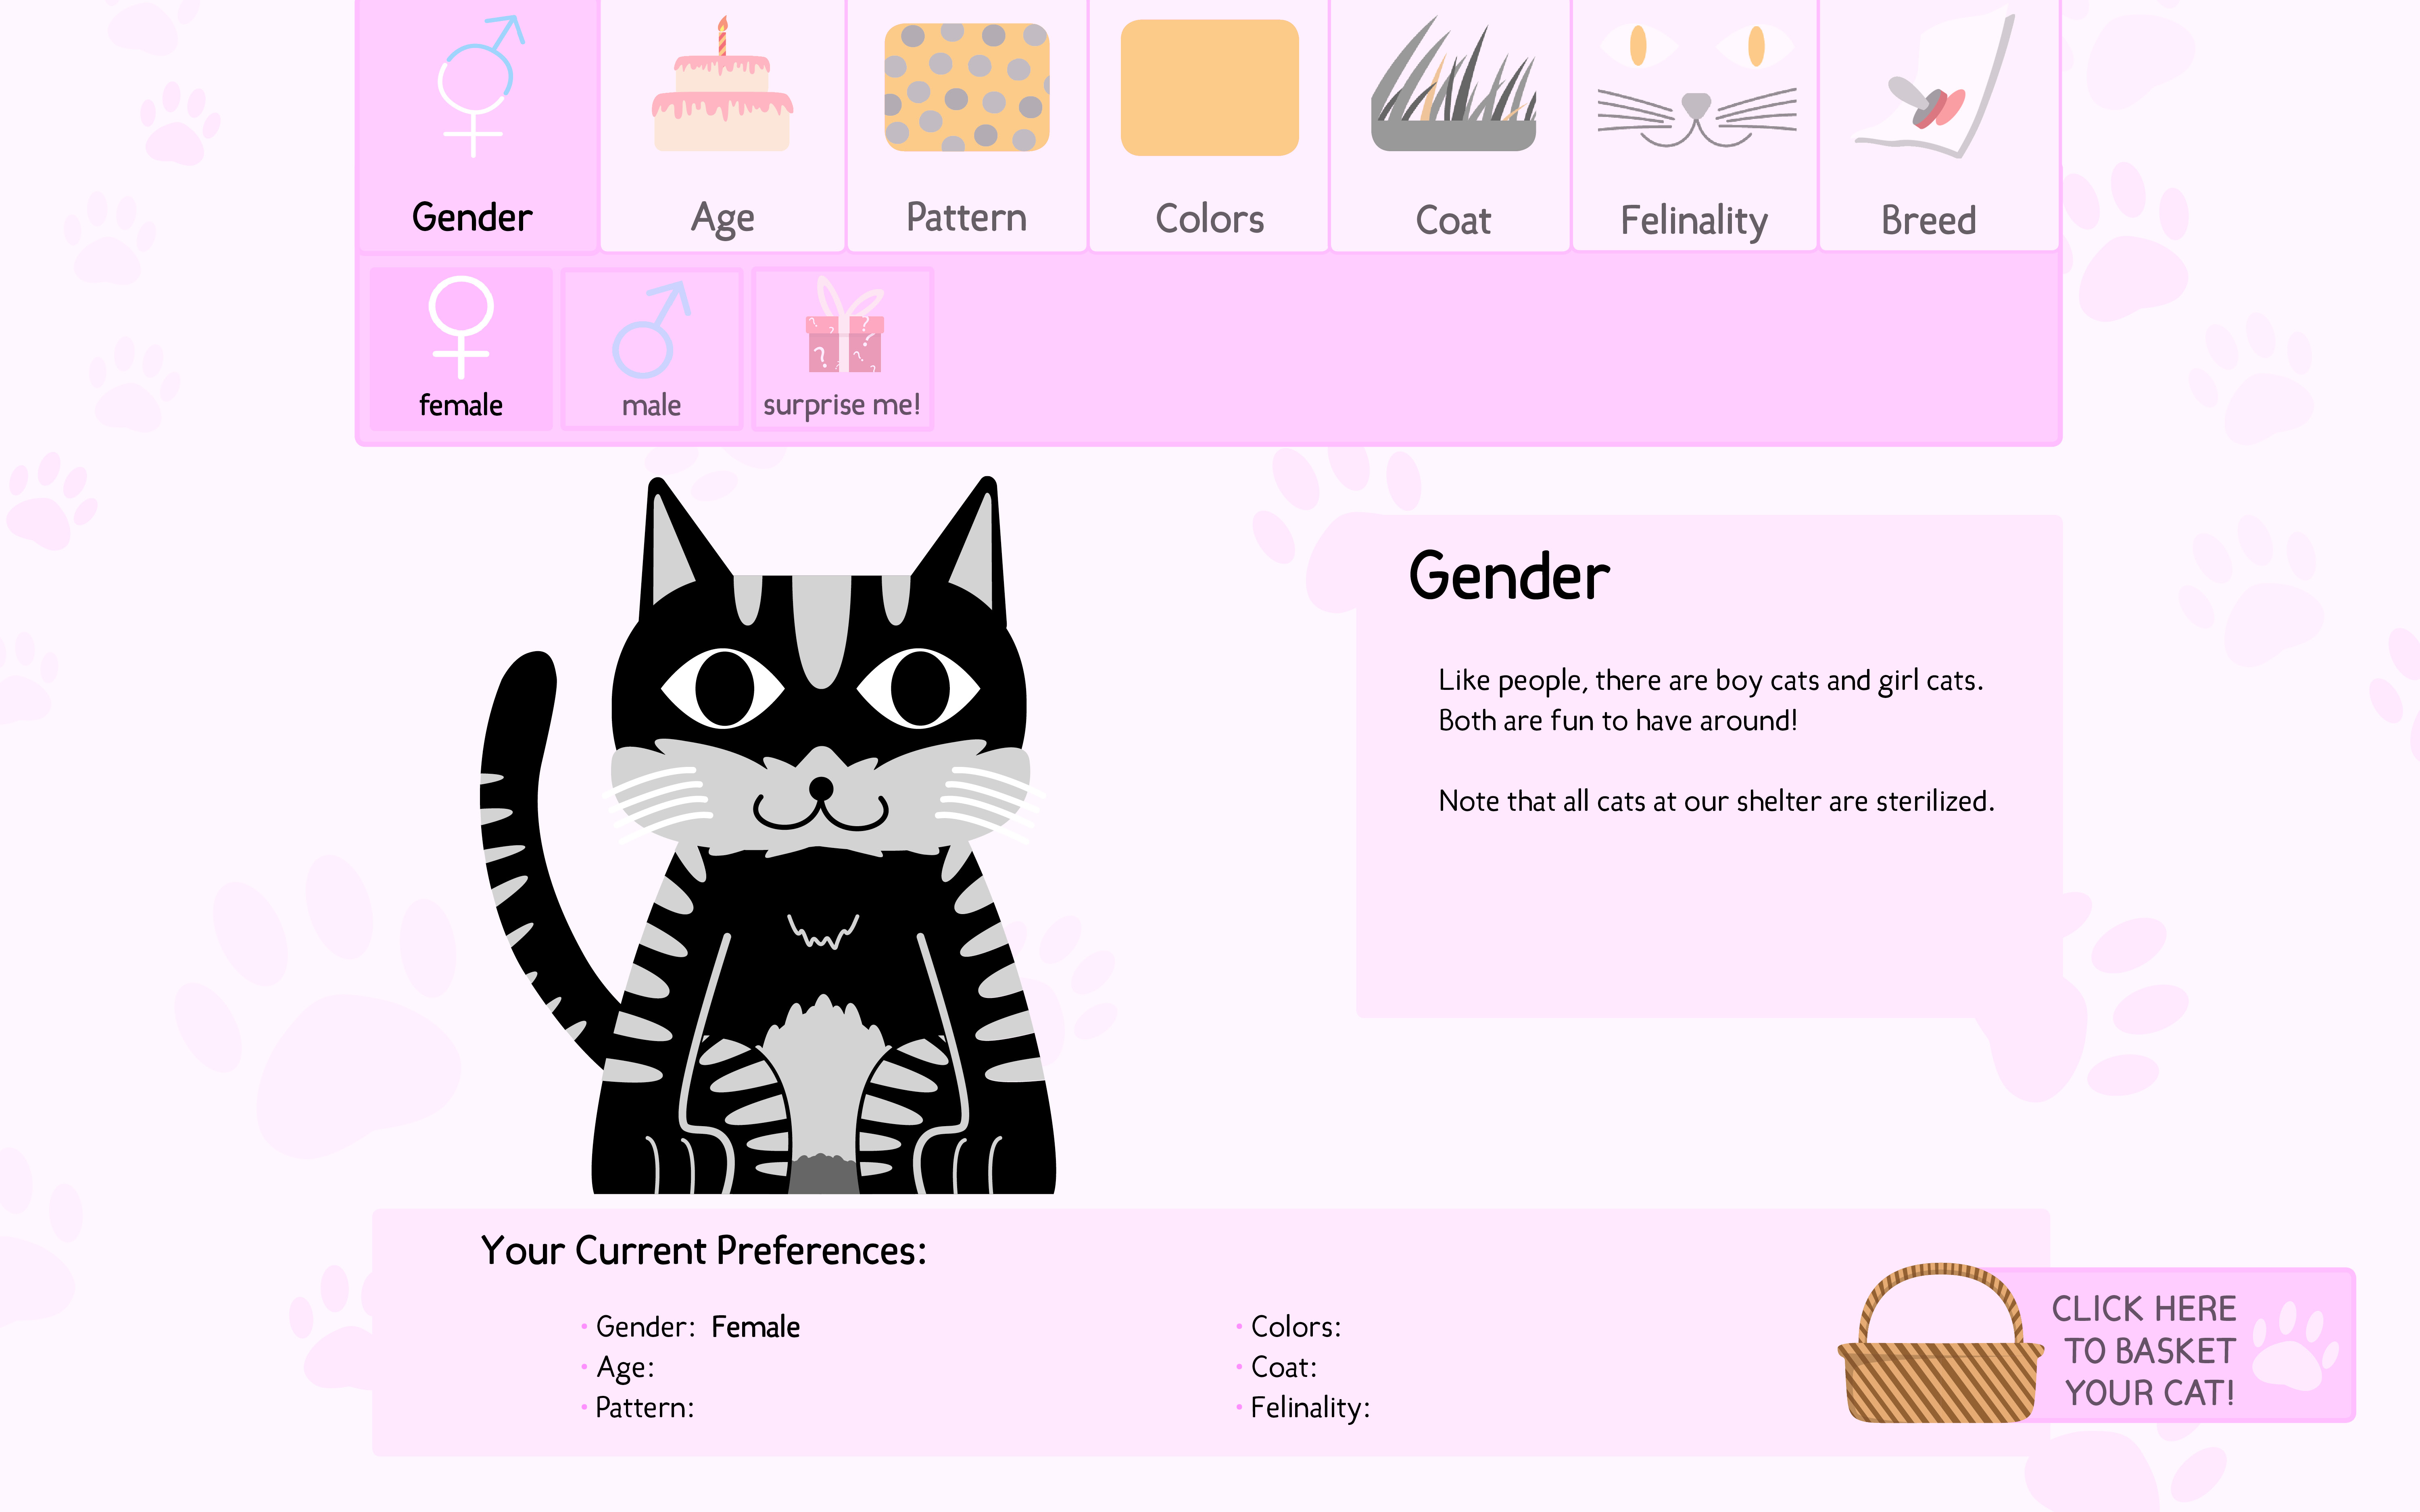 Gender
Age
Pattern
Colors
Coat
Felinality
Breed
female
male
surprise me!
Gender
Like people, there are boy cats and girl cats.
Both are fun to have around!
Note that all cats at our shelter are sterilized.
Your Current Preferences:
• Gender: Female
• Age:
• Pattern:
• Colors:
• Coat:
• Felinality:
CLICK HERE
TO BASKET
YOUR CAT!